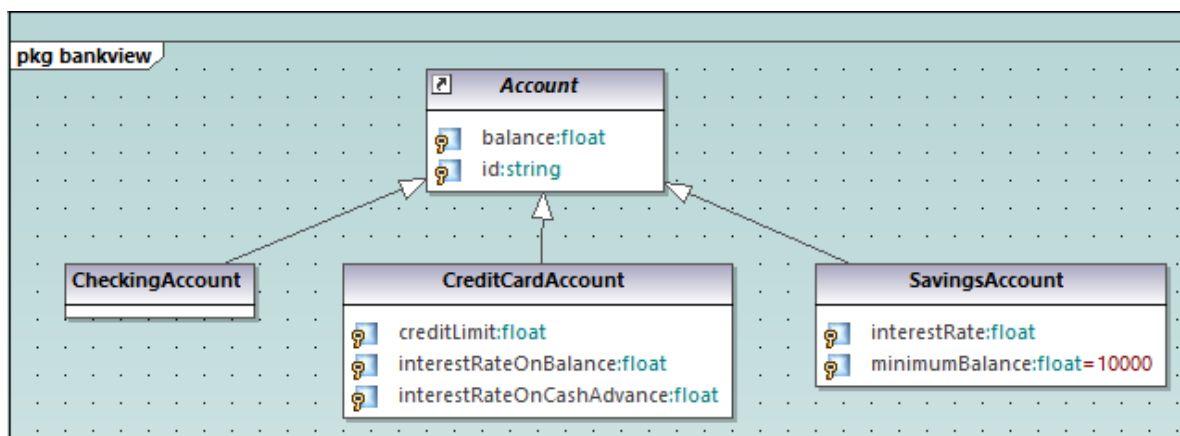 pkg bankview
Account
balance:float
id:string
CheckingAccount
CreditCardAccount
creditLimit:float
interestRateOnBalance:float
interestRateOnCashAdvance:float
SavingsAccount
interestRate:float
minimumBalance:float=10000